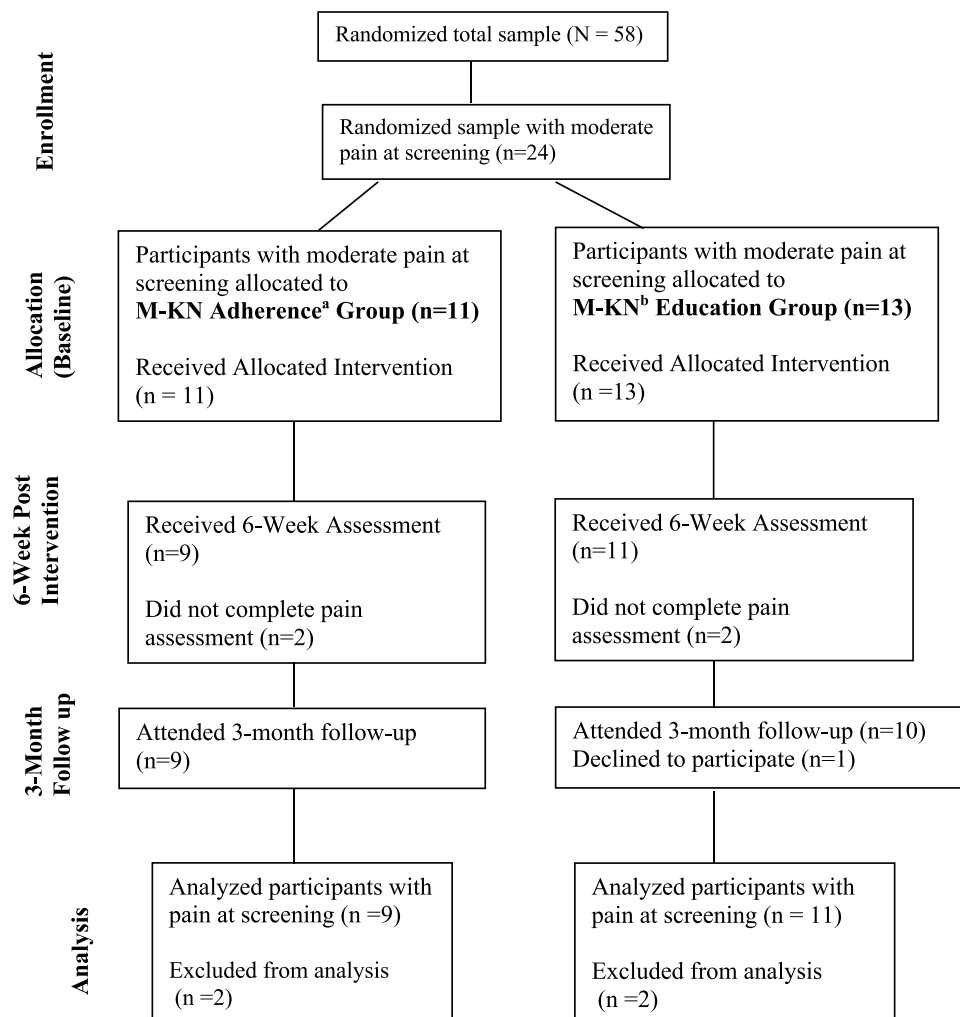 Enrollment
Randomized total sample (N = 58)
Randomized sample with moderate
pain at screening (n=24)
Allocation
(Baseline)
Participants with moderate pain at
screening allocated to
M-KN Adherenceᵃ Group (n=11)
Received Allocated Intervention
(n = 11)
Participants with moderate pain at
screening allocated to
M-KNᵇ Education Group (n=13)
Received Allocated Intervention
(n =13)
6-Week Post
Intervention
Received 6-Week Assessment
(n=9)
Did not complete pain
assessment (n=2)
Received 6-Week Assessment
(n=11)
Did not complete pain
assessment (n=2)
3-Month
Follow up
Attended 3-month follow-up
(n=9)
Attended 3-month follow-up (n=10)
Declined to participate (n=1)
Analysis
Analyzed participants with
pain at screening (n =9)
Excluded from analysis
(n =2)
Analyzed participants with
pain at screening (n = 11)
Excluded from analysis
(n =2)